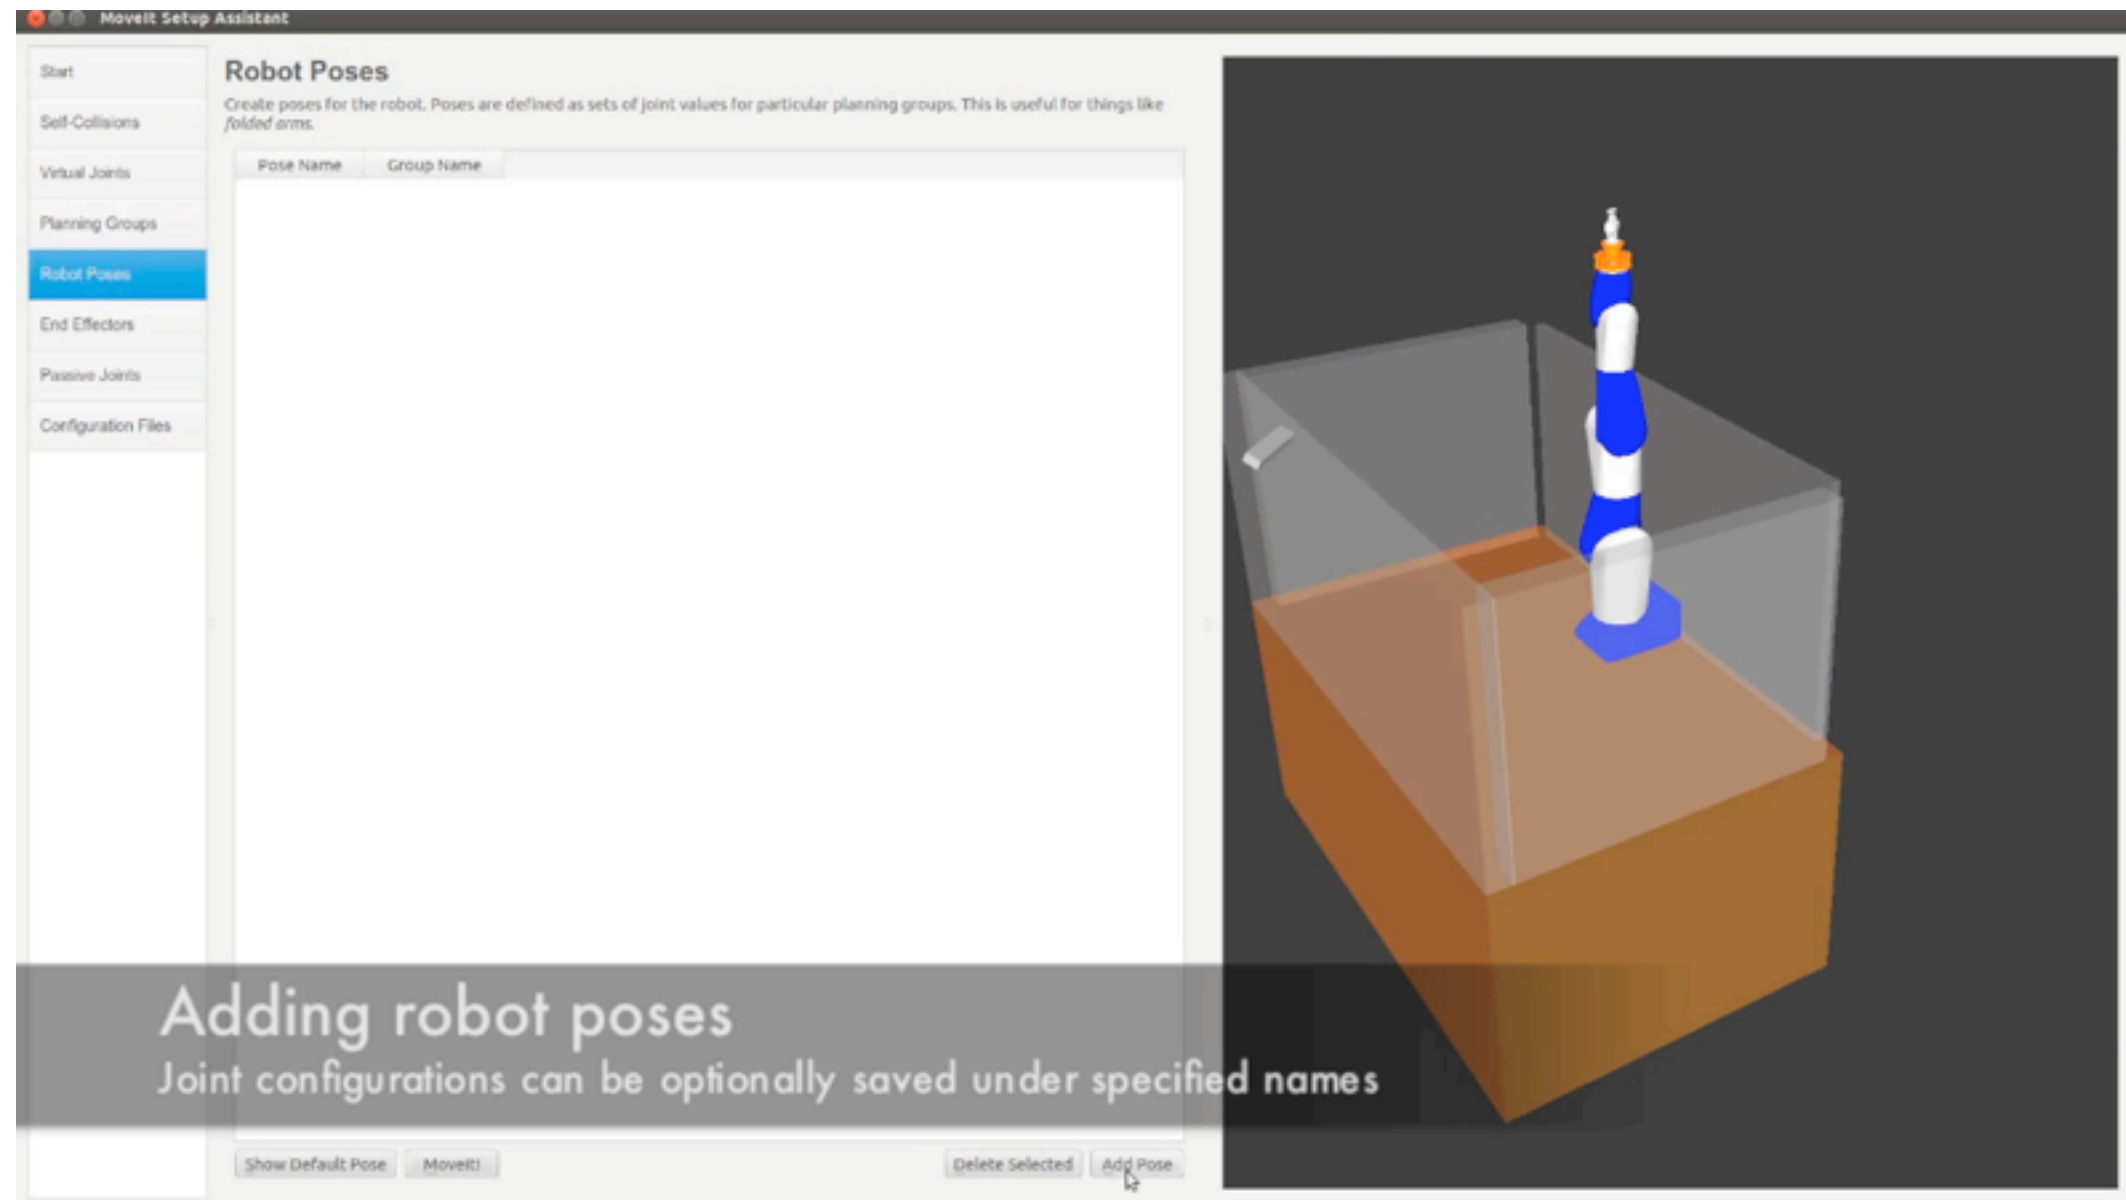 MoveIt Setup Assistant
Start
Self-Collisions
Virtual Joints
Planning Groups
Robot Poses
End Effectors
Passive Joints
Configuration Files
Robot Poses
Create poses for the robot. Poses are defined as sets of joint values for particular planning groups. This is useful for things like
folded arms.
Pose Name Group Name
Adding robot poses
Joint configurations can be optionally saved under specified names
Show Default Pose MoveIt! Delete Selected Add Pose